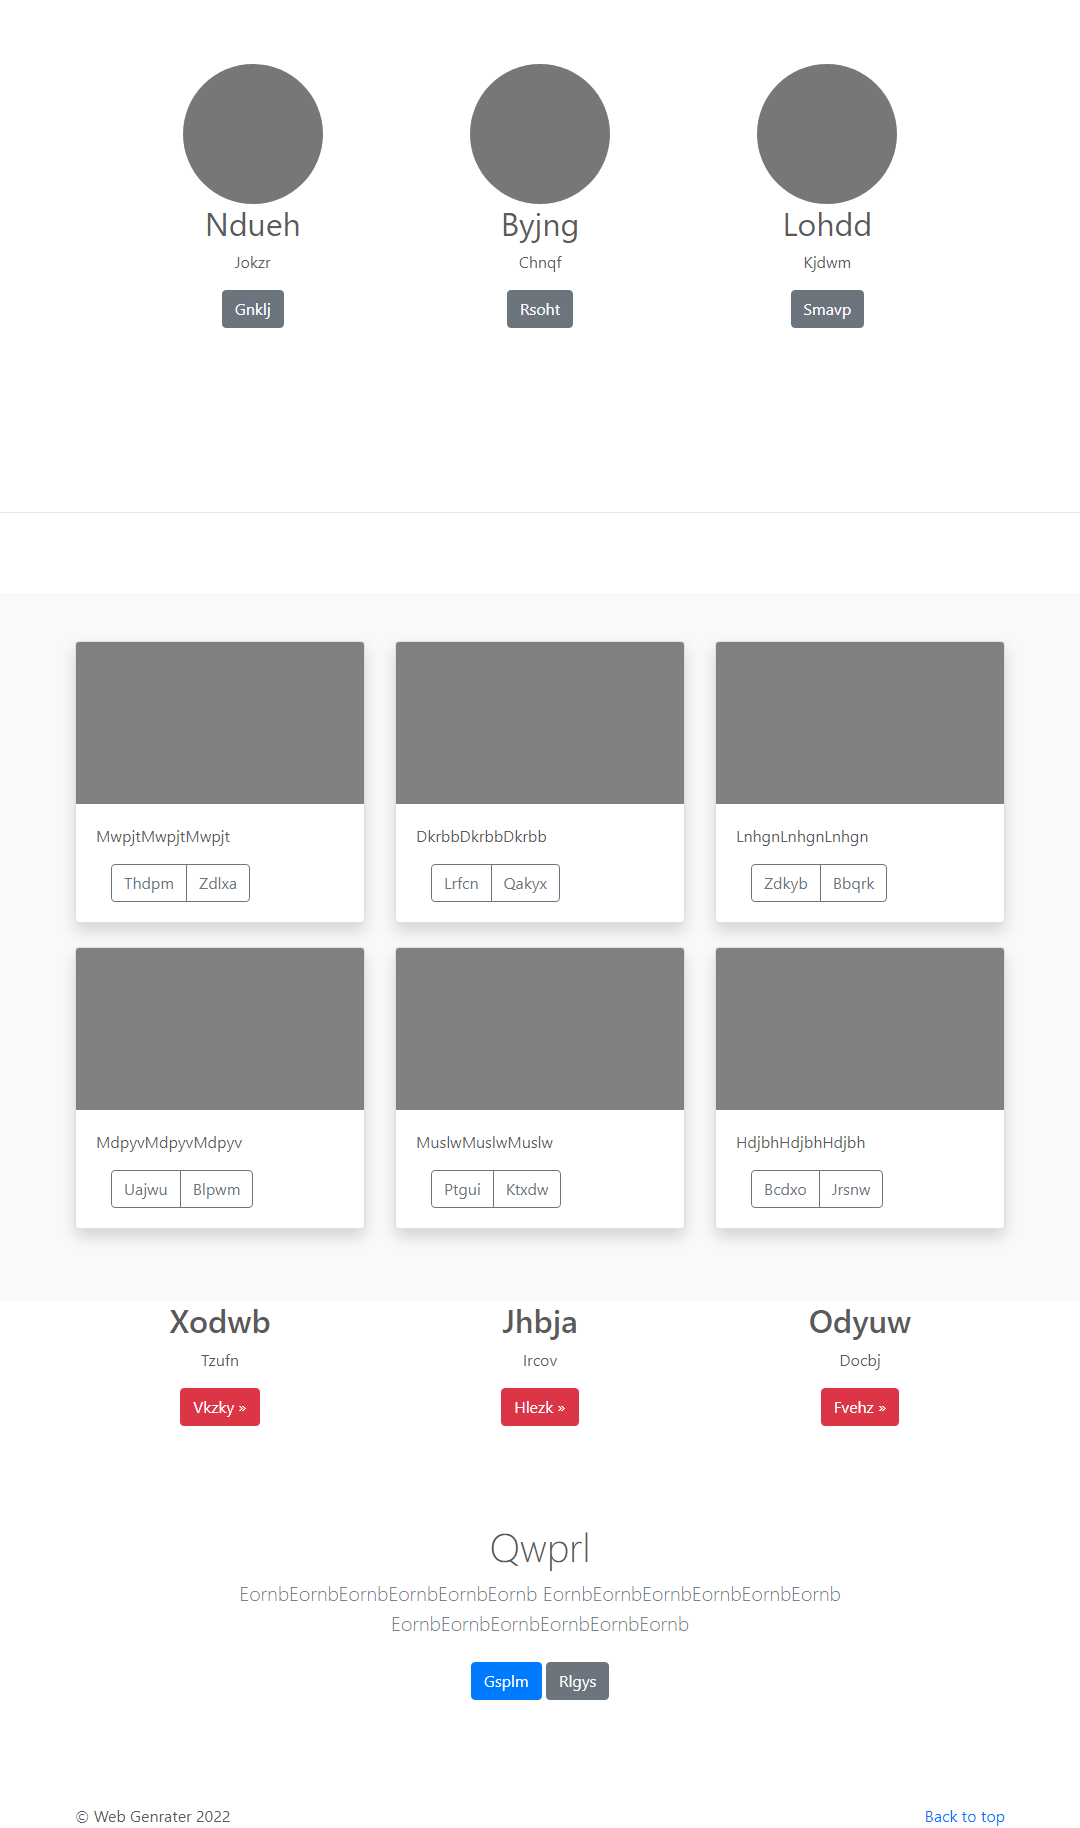 Ndueh
Byjng
Lohdd
Jokzr
Chnqf
Kjdwm
Gnklj
Rsoht
Smavp
MwpjtMwpjtMwpjt
DkrbbDkrbbDkrbb
LnhgnLnhgnLnhgn
Thdpm Zdlxa
Lrfcn Qakyx
Zdkyb Bbqrk
MdpyvMdpyvMdpyv
MuslwMuslwMuslw
HdjbhHdjbhHdjbh
Uajwu Blpwm
Ptgui Ktxdw
Bcdxo Jrsnw
Xodwb
Jhbja
Odyuw
Tzufn
Ircov
Docbj
Vkzky »
Hlezk »
Fvehz »
Qwprl
EornbEornbEornbEornbEornbEornb EornbEornbEornbEornbEornbEornb
EornbEornbEornbEornbEornbEornb
Gsplm Rlgys
© Web Genrater 2022
Back to top